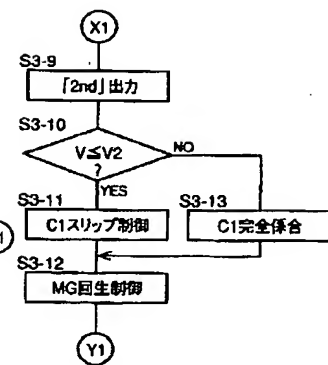 X1
S3-9
「2nd」出力
S3-10
V≦V2
?
NO
YES
S3-11
C1スリップ制御
S3-13
C1完全係合
1
S3-12
MG回生制御
Y1